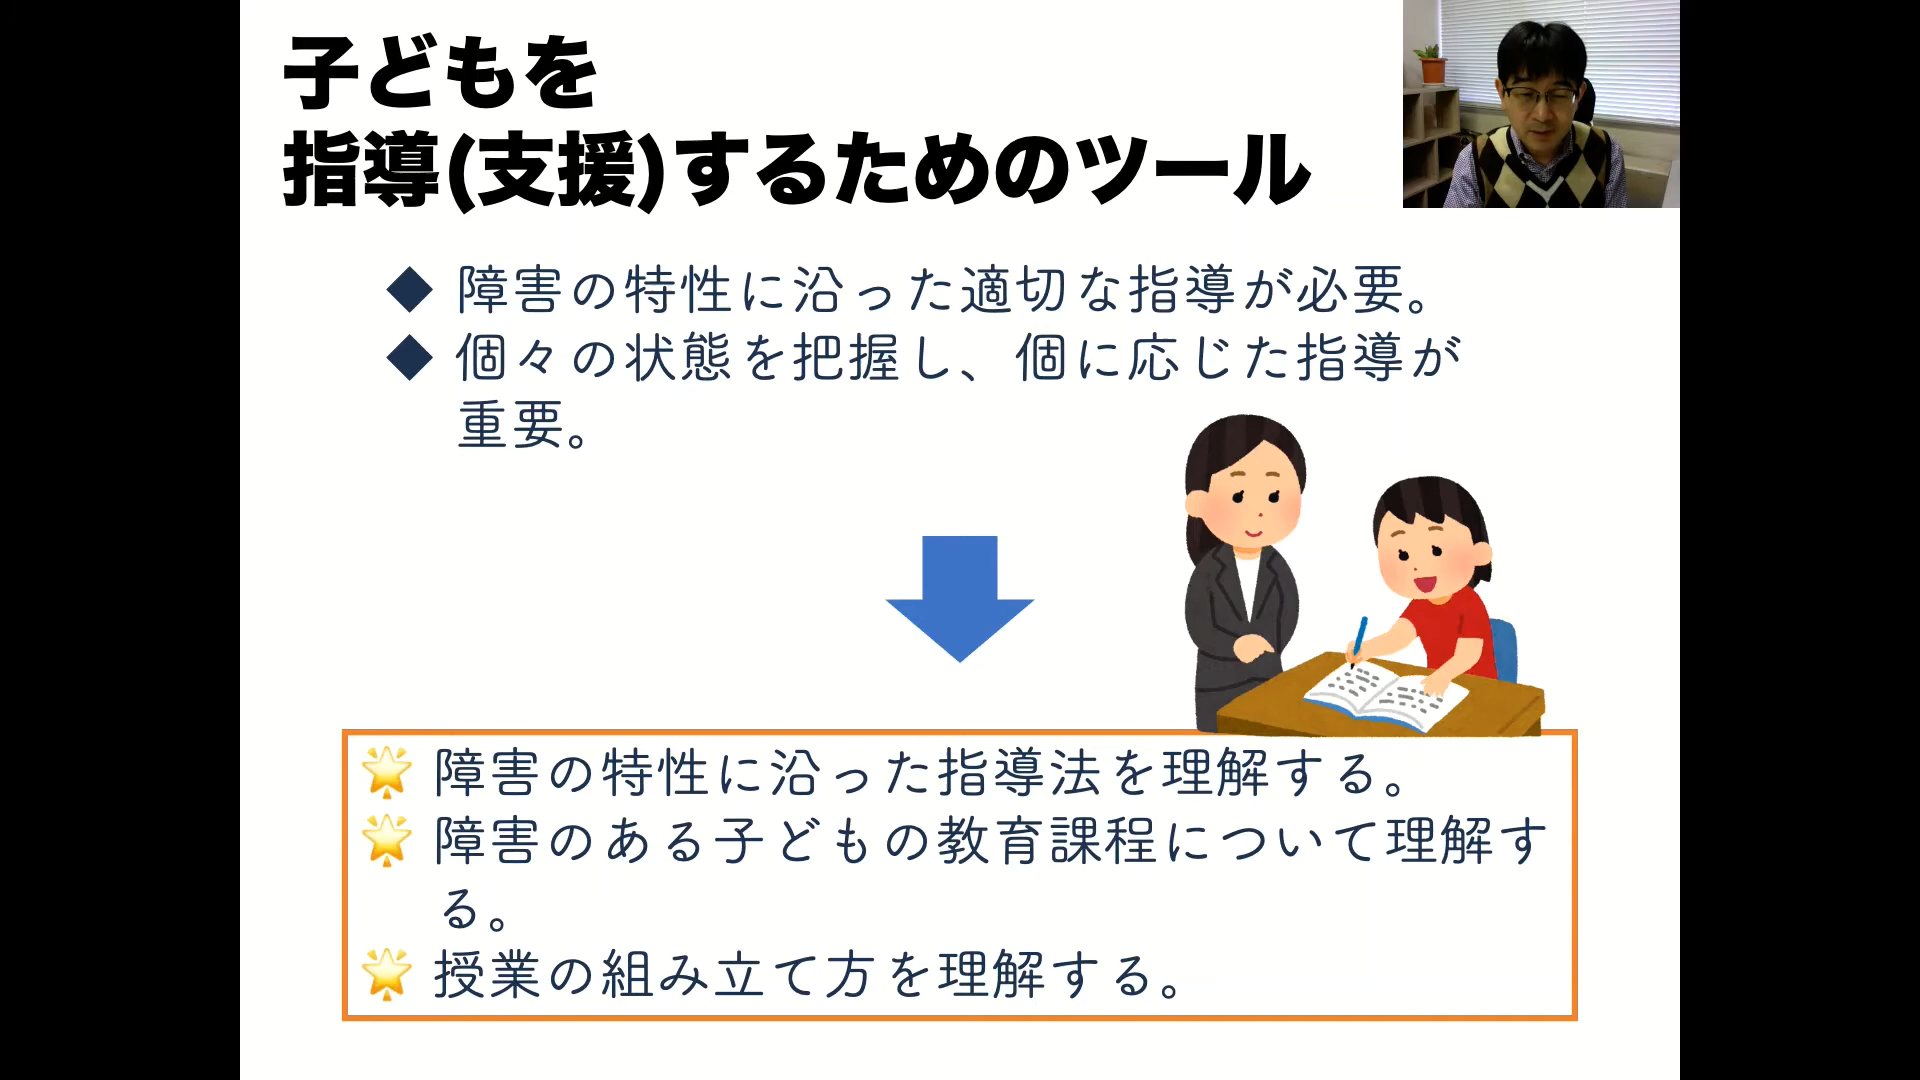 子どもを
指導(支援)するためのツール
◆ 障害の特性に沿った適切な指導が必要。
◆ 個々の状態を把握し、個に応じた指導が
重要。
🌟 障害の特性に沿った指導法を理解する。
🌟 障害のある子どもの教育課程について理解す
る。
🌟 授業の組み立て方を理解する。